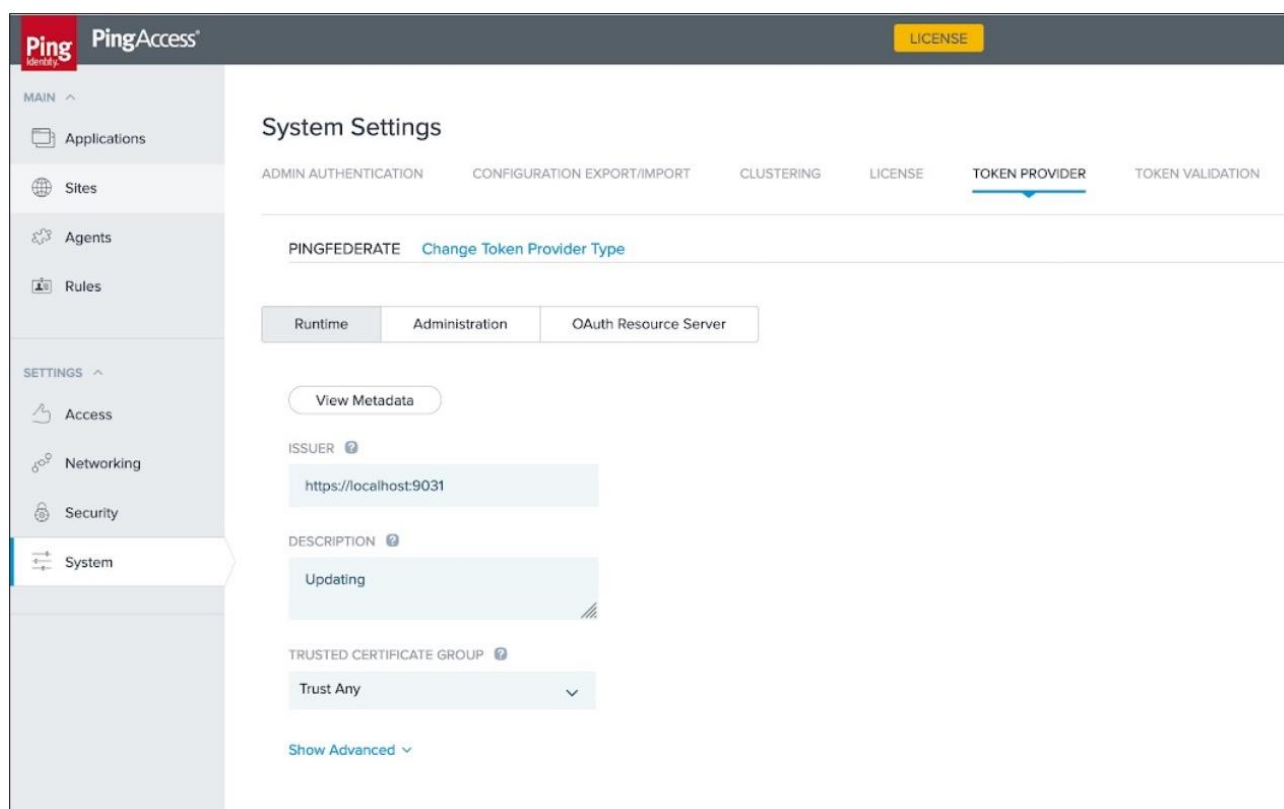 Ping
Identity.
PingAccess®
LICENSE
MAIN
Applications
Sites
Agents
Rules
SETTINGS
Access
Networking
Security
System
System Settings
ADMIN AUTHENTICATION CONFIGURATION EXPORT/IMPORT CLUSTERING LICENSE TOKEN PROVIDER TOKEN VALIDATION
PINGFEDERATE Change Token Provider Type
Runtime Administration OAuth Resource Server
View Metadata
ISSUER ?
https://localhost:9031
DESCRIPTION ?
Updating
TRUSTED CERTIFICATE GROUP ?
Trust Any
Show Advanced